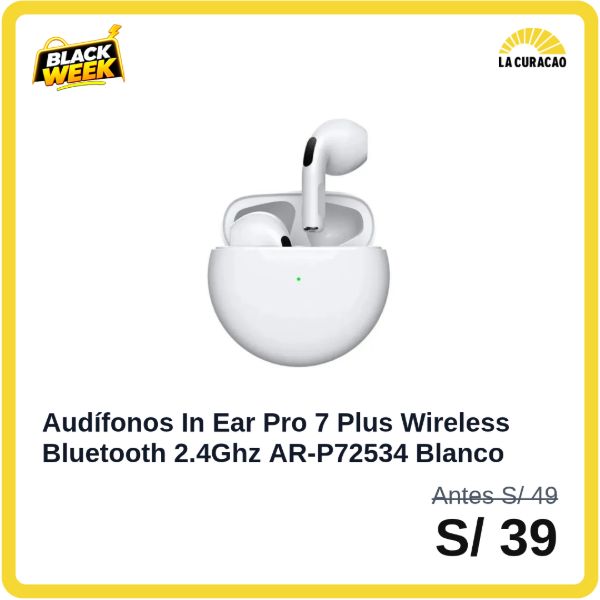 BLACK
WEEK
LA CURACAO
Audífonos In Ear Pro 7 Plus Wireless
Bluetooth 2.4Ghz AR-P72534 Blanco
Antes S/ 49
S/ 39